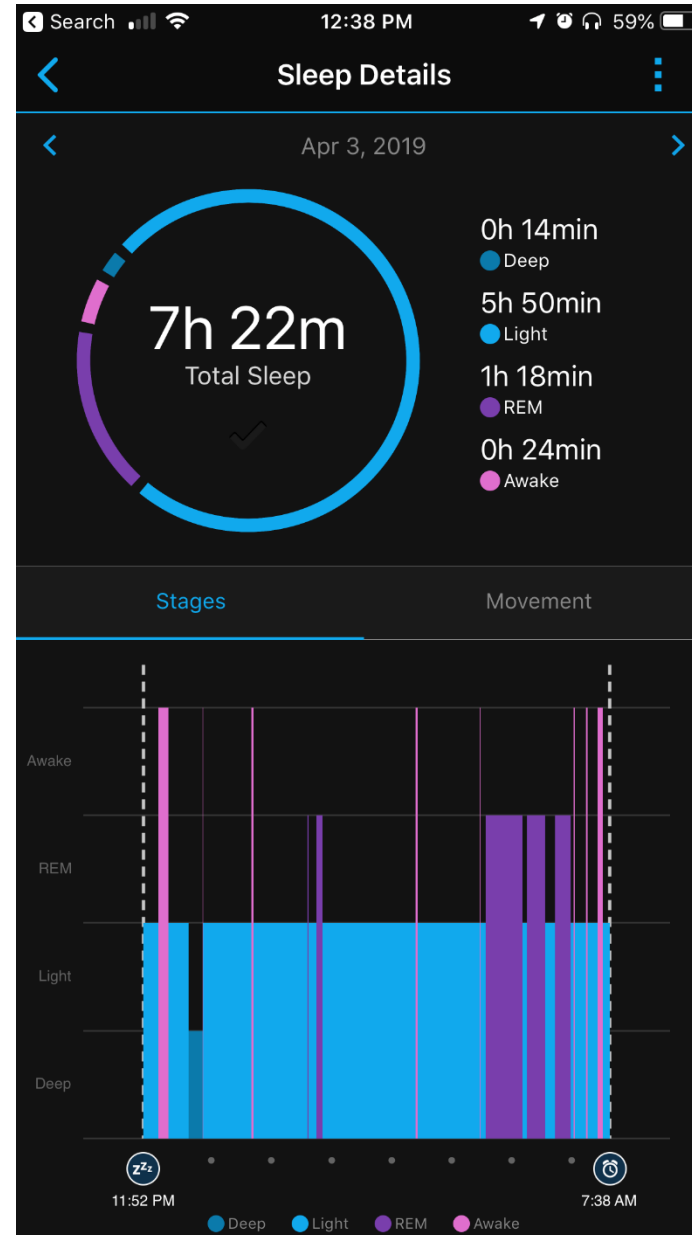 Search 12:38 PM 59%
Sleep Details
Apr 3, 2019
0h 14min
Deep
5h 50min
Light
7h 22m
Total Sleep
1h 18min
REM
0h 24min
Awake
Stages Movement
Awake
REM
Light
Deep
zZz
11:52 PM 7:38 AM
Deep Light REM Awake